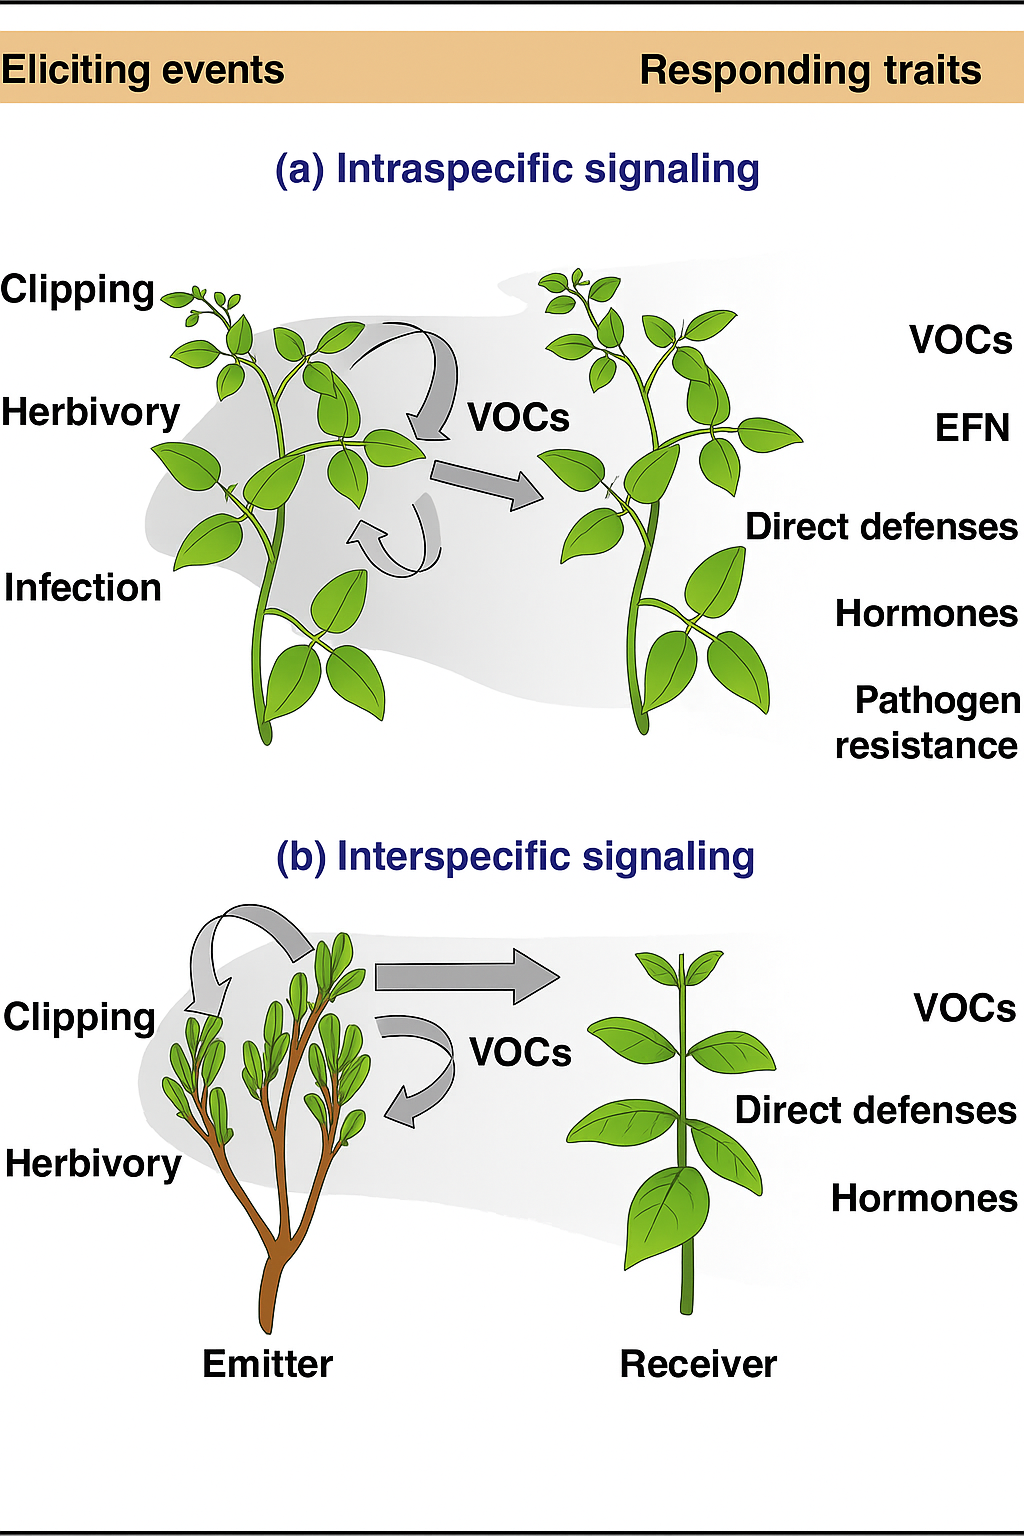 Eliciting events
Responding traits
(a) Intraspecific signaling
Clipping
Herbivory
Infection
VOCs
VOCs
EFN
Direct defenses
Hormones
Pathogen
resistance
(b) Interspecific signaling
Clipping
Herbivory
VOCs
VOCs
Direct defenses
Hormones
Emitter
Receiver